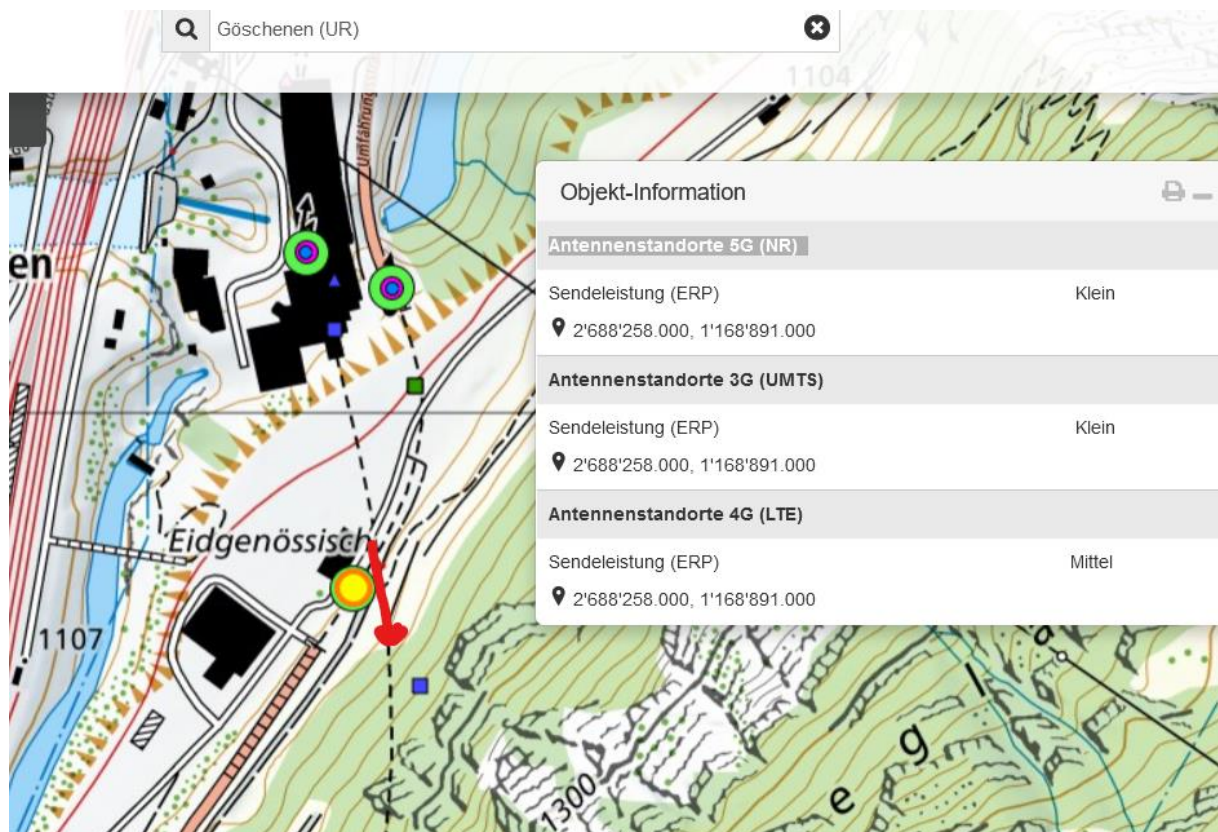 Göschenen (UR)
1104
Umfahrung
Objekt-Information
en
Antennenstandorte 5G (NR)
Sendeleistung (ERP) Klein
2'688'258.000, 1'168'891.000
Antennenstandorte 3G (UMTS)
Sendeleistung (ERP) Klein
2'688'258.000, 1'168'891.000
Antennenstandorte 4G (LTE)
Sendeleistung (ERP) Mittel
2'688'258.000, 1'168'891.000
Eidgenössisch
1107
1300
e g l